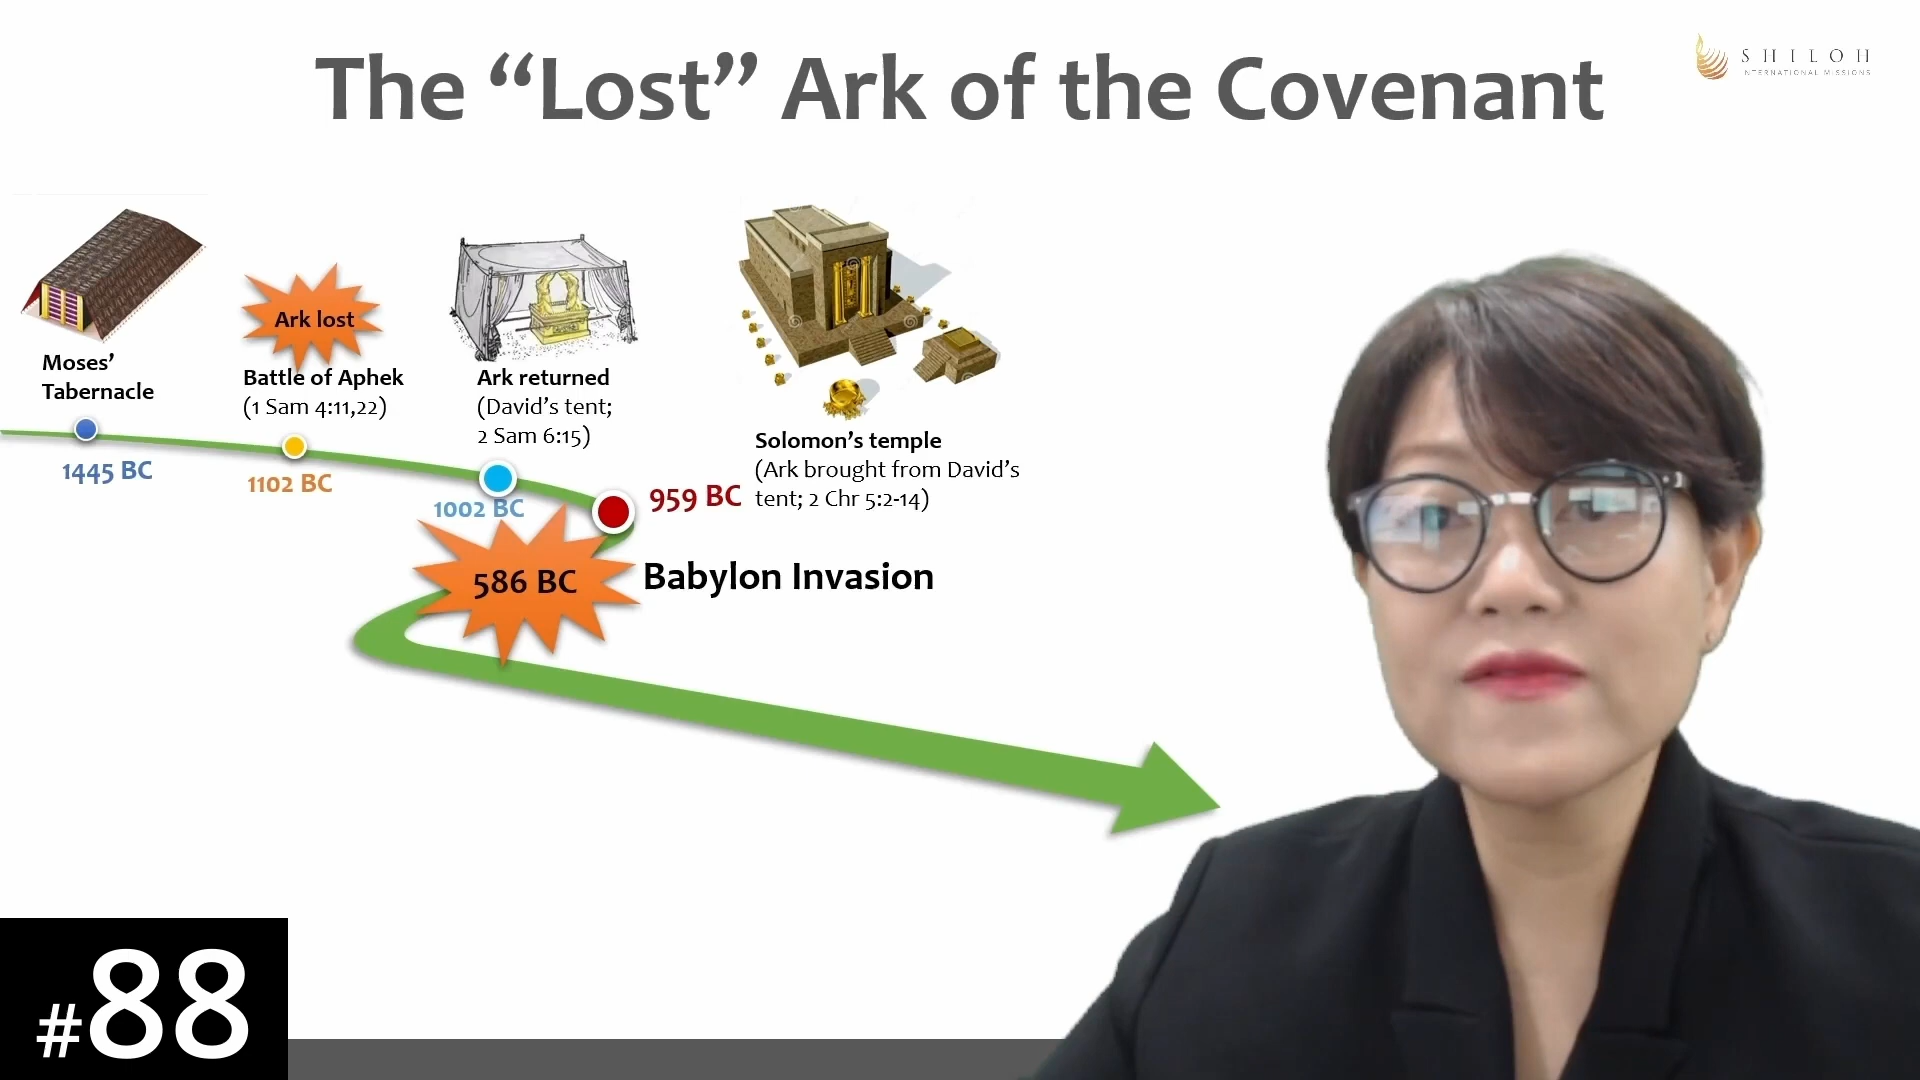 The “Lost” Ark of the Covenant
SHILOH
INTERNATIONAL MISSIONS
Ark lost
Moses’
Tabernacle
1445 BC
Battle of Aphek
(1 Sam 4:11,22)
1102 BC
Ark returned
(David’s tent;
2 Sam 6:15)
1002 BC
959 BC
Solomon’s temple
(Ark brought from David’s
tent; 2 Chr 5:2-14)
586 BC
Babylon Invasion
#88